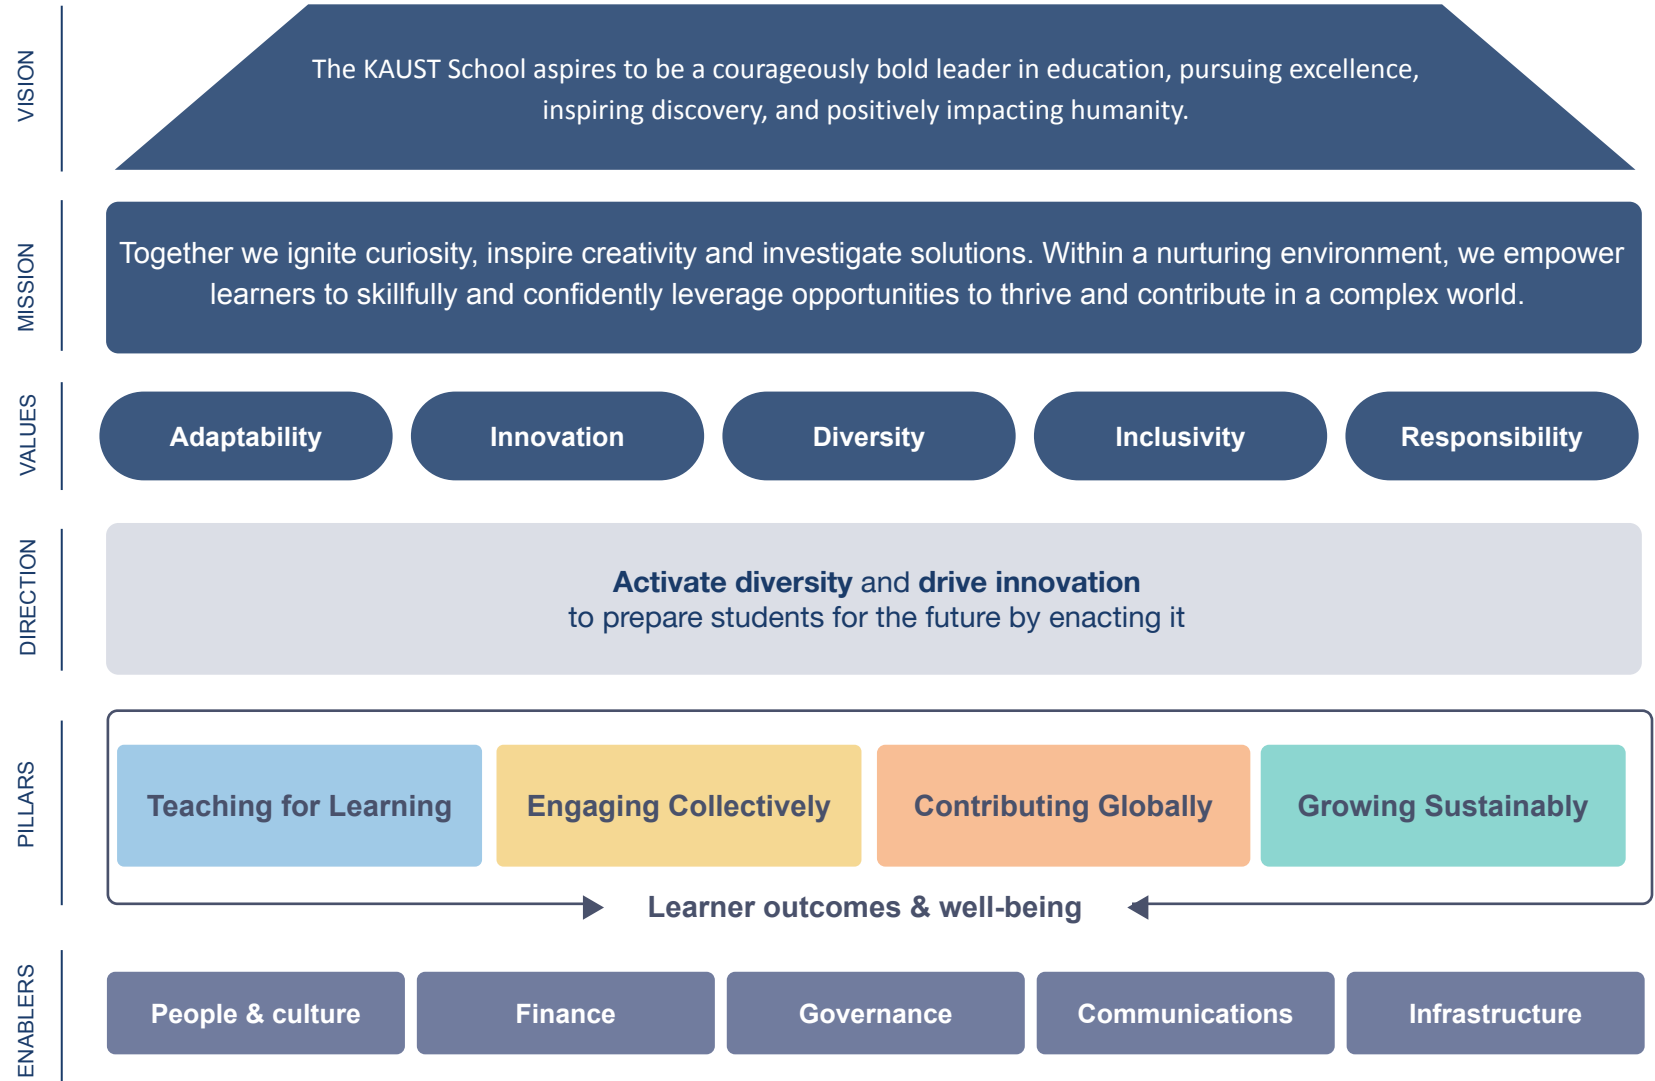 VISION
The KAUST School aspires to be a courageously bold leader in education, pursuing excellence,
inspiring discovery, and positively impacting humanity.
MISSION
Together we ignite curiosity, inspire creativity and investigate solutions. Within a nurturing environment, we empower
learners to skillfully and confidently leverage opportunities to thrive and contribute in a complex world.
VALUES
Adaptability
Innovation
Diversity
Inclusivity
Responsibility
DIRECTION
Activate diversity and drive innovation
to prepare students for the future by enacting it
PILLARS
Teaching for Learning
Engaging Collectively
Contributing Globally
Growing Sustainably
Learner outcomes & well-being
ENABLERS
People & culture
Finance
Governance
Communications
Infrastructure